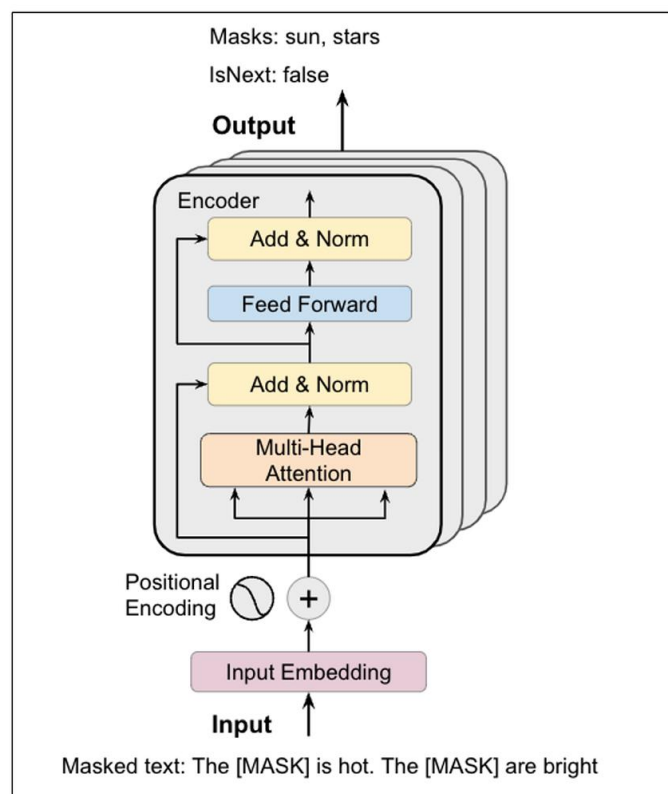 Masks: sun, stars
IsNext: false
Output
Encoder
Add & Norm
Feed Forward
Add & Norm
Multi-Head
Attention
Positional
Encoding
+
Input Embedding
Input
Masked text: The [MASK] is hot. The [MASK] are bright